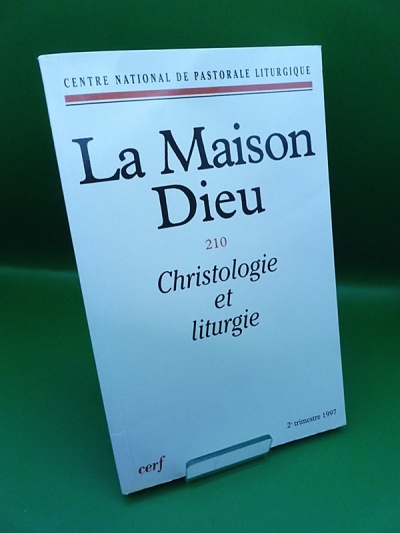 CENTRE NATIONAL DE PASTORALE LITURGIQUE
La Maison
Dieu
210
Christologie
et
liturgie
2e trimestre 1997
cerf